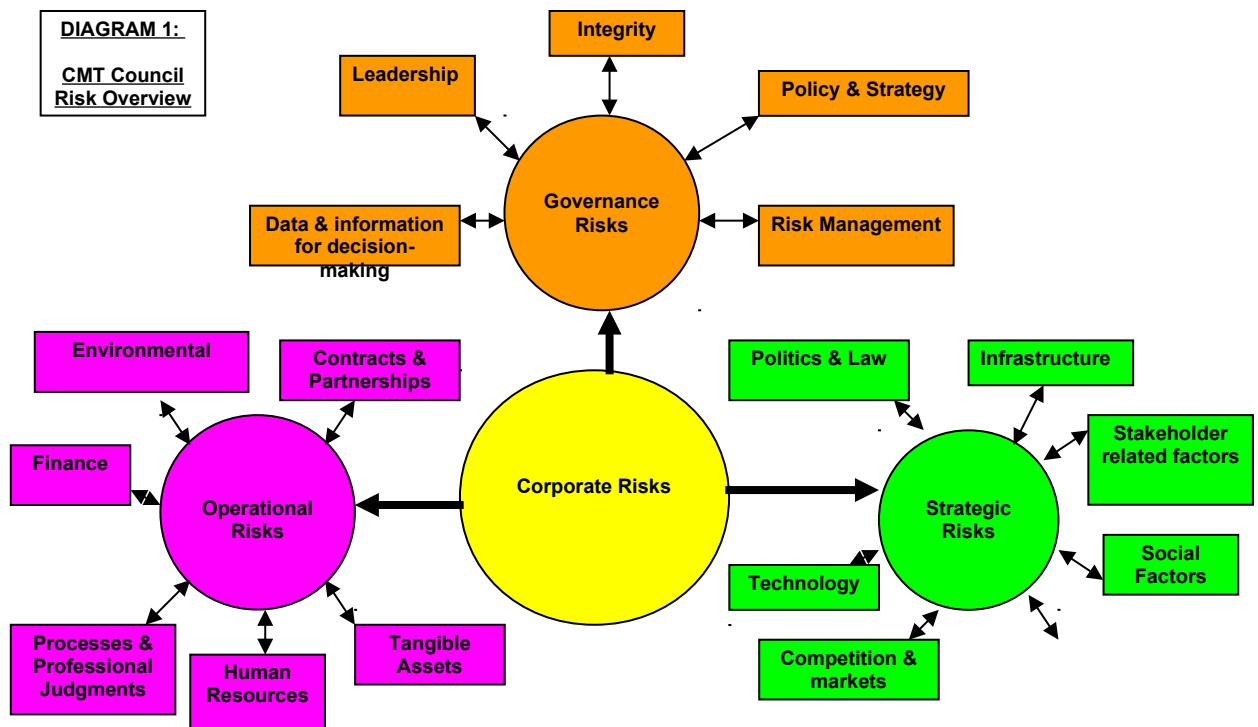 DIAGRAM 1:
CMT Council
Risk Overview
Integrity
Leadership
Policy & Strategy
Governance
Risks
Data & information
for decision-
making
Risk Management
Environmental
Contracts &
Partnerships
Politics & Law
Infrastructure
Finance
Stakeholder
related factors
Operational
Risks
Corporate Risks
Strategic
Risks
Technology
Social
Factors
Processes &
Professional
Judgments
Human
Resources
Tangible
Assets
Competition &
markets